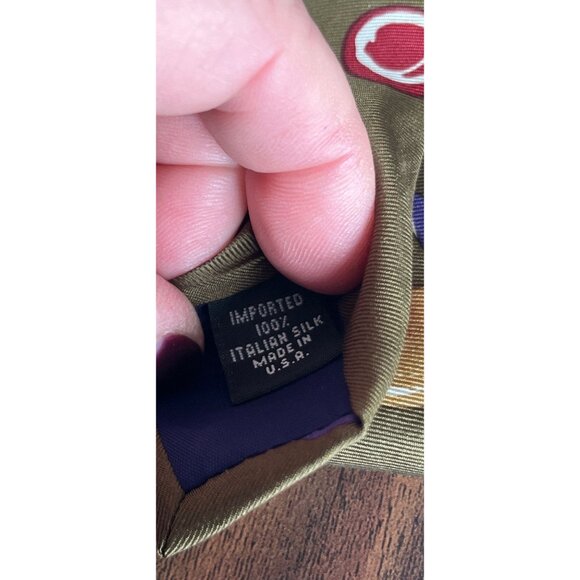 IMPORTED
100%
ITALIAN SILK
MADE IN
U.S.A.